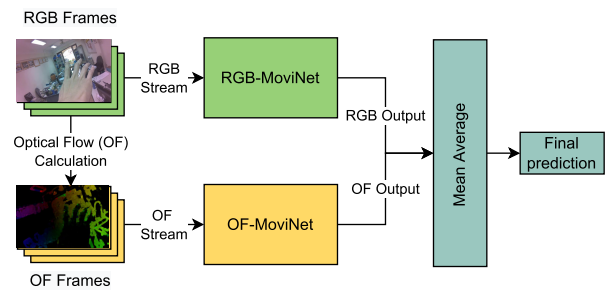 RGB Frames
RGB
Stream
RGB-MoviNet
RGB Output
Optical Flow (OF)
Calculation
Mean Average
Final
prediction
OF Output
OF
Stream
OF-MoviNet
OF Frames